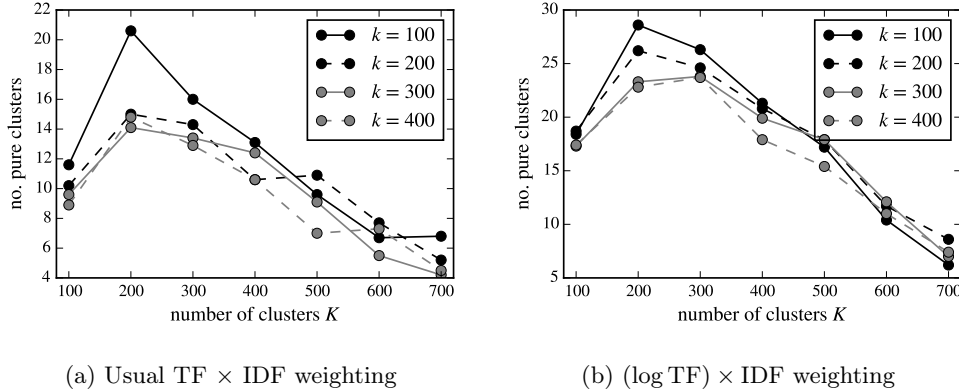 22
20
18
16
14
12
10
8
6
4
no. pure clusters
100 200 300 400 500 600 700
number of clusters K
k = 100
k = 200
k = 300
k = 400
(a) Usual TF × IDF weighting
30
25
20
15
10
5
no. pure clusters
100 200 300 400 500 600 700
number of clusters K
k = 100
k = 200
k = 300
k = 400
(b) (log TF) × IDF weighting